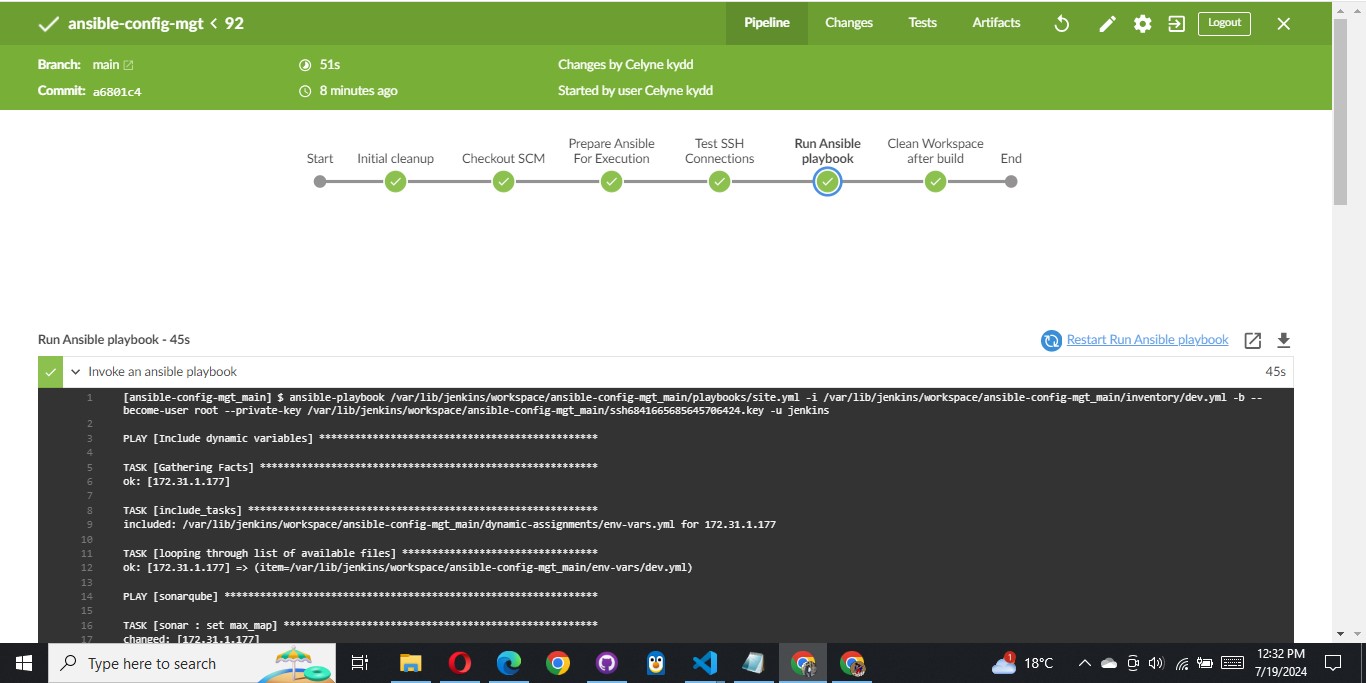 ansible-config-mgt < 92
Pipeline Changes Tests Artifacts Logout
Branch: main 51s Changes by Celyne kydd
Commit: a6801c4 8 minutes ago Started by user Celyne kydd
Start Initial cleanup Checkout SCM Prepare Ansible For Execution Test SSH Connections Run Ansible playbook Clean Workspace after build End
Run Ansible playbook - 45s Restart Run Ansible playbook
Invoke an ansible playbook 45s
1 [ansible-config-mgt_main] $ ansible-playbook /var/lib/jenkins/workspace/ansible-config-mgt_main/playbooks/site.yml -i /var/lib/jenkins/workspace/ansible-config-mgt_main/inventory/dev.yml -b --
become-user root --private-key /var/lib/jenkins/workspace/ansible-config-mgt_main/ssh6841665685645706424.key -u jenkins
2
3 PLAY [Include dynamic variables] ***********************************************
4
5 TASK [Gathering Facts] *********************************************************
6 ok: [172.31.1.177]
7
8 TASK [include_tasks] ***********************************************************
9 included: /var/lib/jenkins/workspace/ansible-config-mgt_main/dynamic-assignments/env-vars.yml for 172.31.1.177
10
11 TASK [looping through list of available files] *********************************
12 ok: [172.31.1.177] => (item=/var/lib/jenkins/workspace/ansible-config-mgt_main/env-vars/dev.yml)
13
14 PLAY [sonarqube] ***************************************************************
15
16 TASK [sonar : set max_map] *****************************************************
17 changed: [172.31.1.177]
Type here to search 1 18°C 12:32 PM
7/19/2024